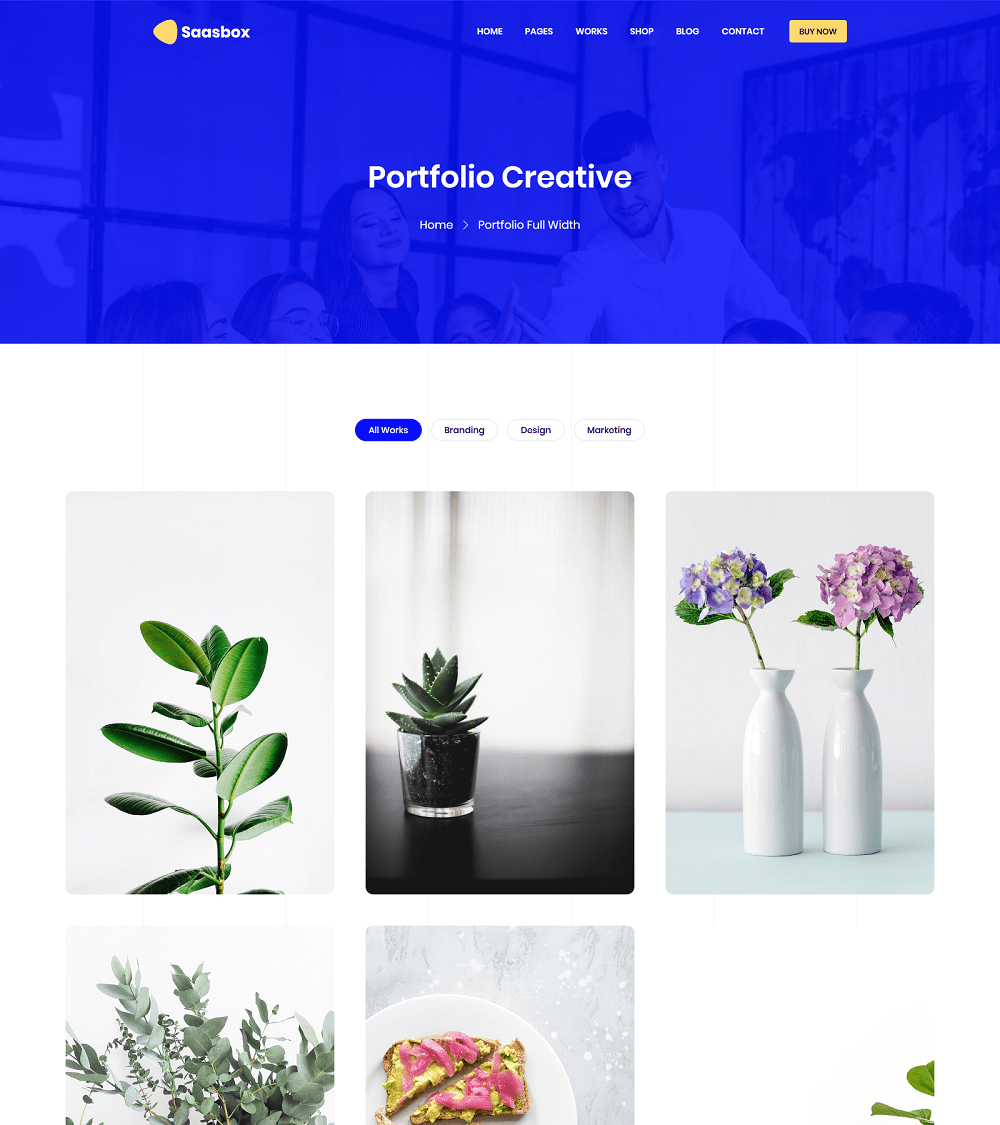 Saasbox
HOME PAGES WORKS SHOP BLOG CONTACT BUY NOW
Portfolio Creative
Home > Portfolio Full Width
All Works Branding Design Marketing